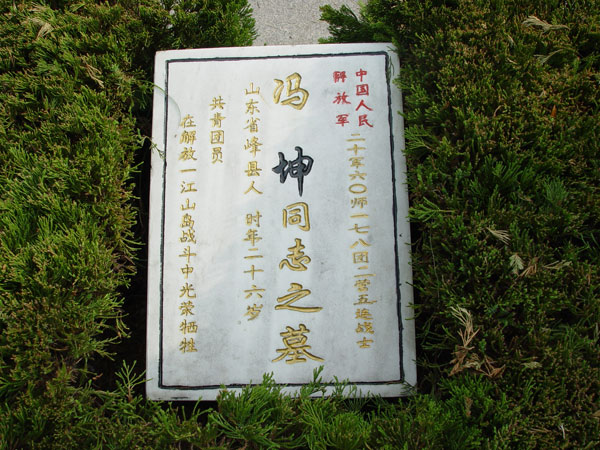 中国人民
解放军
二十军六〇师一七八团二营五连战士
冯坤同志之墓
山东省峰县人 时年二十六岁
共青团员
在解放一江山岛战斗中光荣牺牲